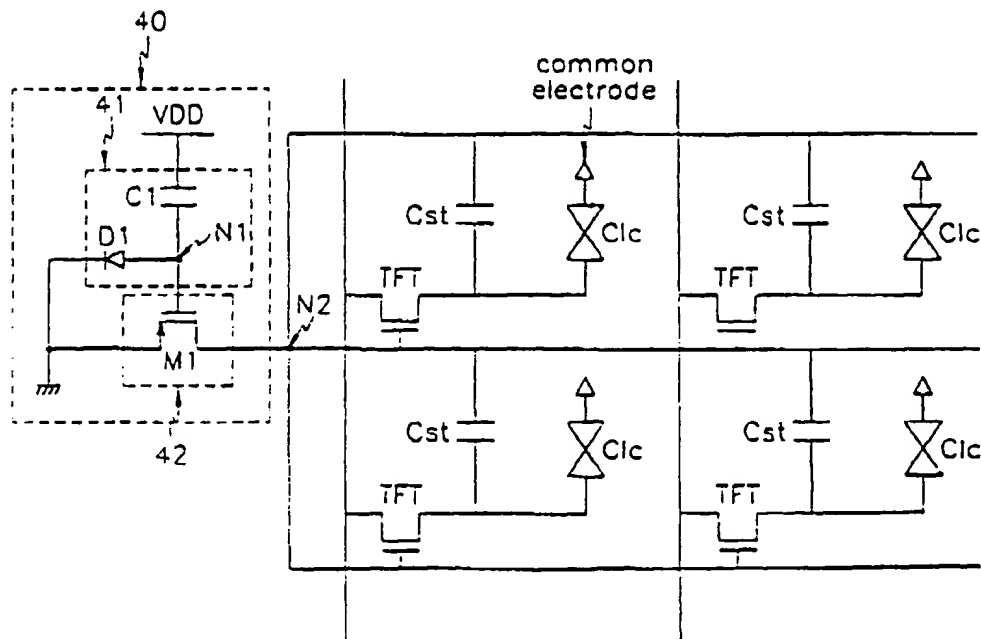 40
common
electrode
41
VDD
C1
D1
N1
Cst
Clc
Cst
Clc
TFT
TFT
N2
M1
42
Cst
Clc
Cst
Clc
TFT
TFT